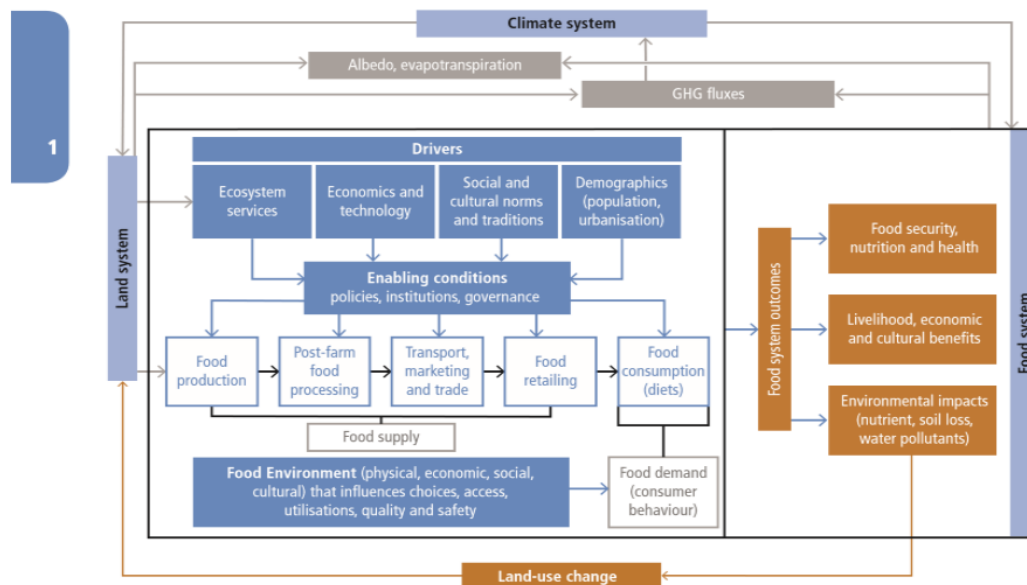 Climate system
Albedo, evapotranspiration
GHG fluxes
1
Drivers
Ecosystem
services
Economics and
technology
Social and
cultural norms
and traditions
Demographics
(population,
urbanisation)
Land system
Enabling conditions
policies, institutions, governance
Food
production
Post-farm
food
processing
Transport,
marketing
and trade
Food
retailing
Food
consumption
(diets)
Food supply
Food Environment (physical, economic, social,
cultural) that influences choices, access,
utilisations, quality and safety
Food demand
(consumer
behaviour)
Food system outcomes
Food security,
nutrition and health
Livelihood, economic
and cultural benefits
Environmental impacts
(nutrient, soil loss,
water pollutants)
Food system
Land-use change